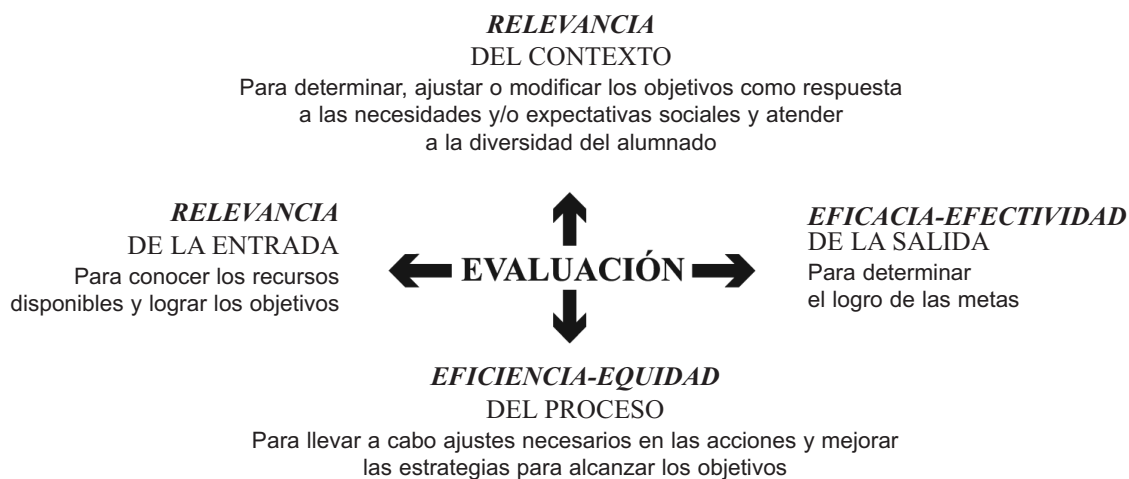 RELEVANCIA
DEL CONTEXTO
Para determinar, ajustar o modificar los objetivos como respuesta
a las necesidades y/o expectativas sociales y atender
a la diversidad del alumnado
RELEVANCIA
DE LA ENTRADA
Para conocer los recursos
disponibles y lograr los objetivos
EVALUACIÓN
EFICACIA-EFECTIVIDAD
DE LA SALIDA
Para determinar
el logro de las metas
EFICIENCIA-EQUIDAD
DEL PROCESO
Para llevar a cabo ajustes necesarios en las acciones y mejorar
las estrategias para alcanzar los objetivos